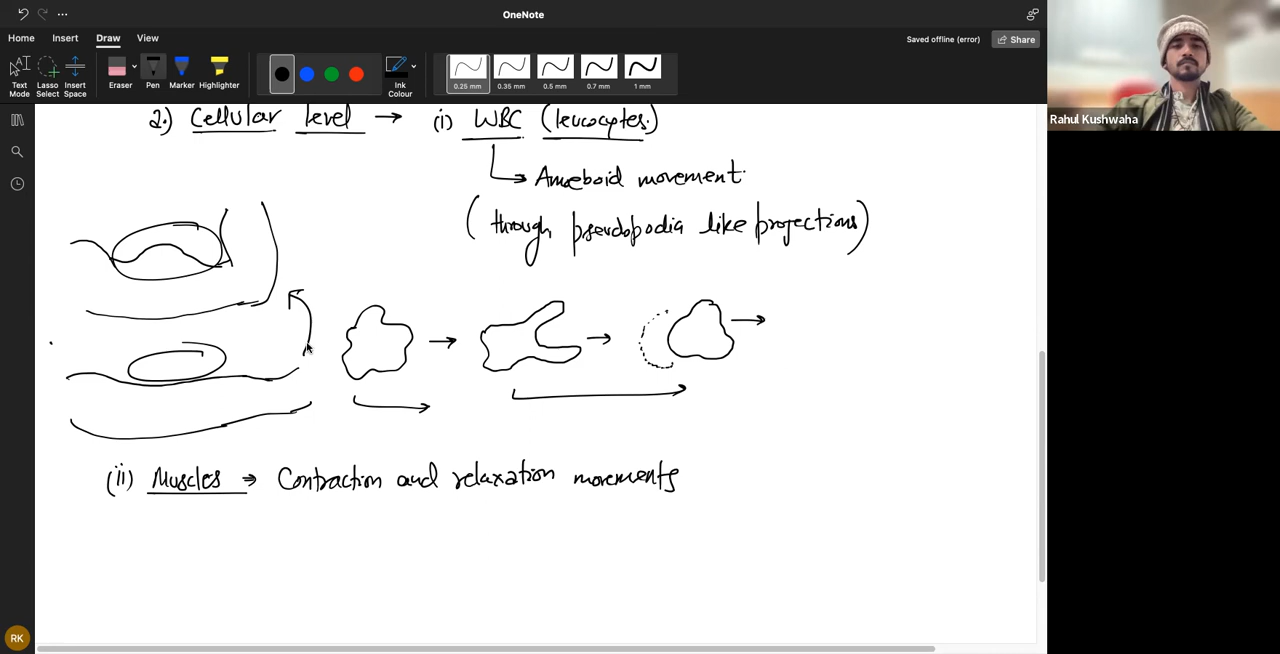 OneNote
Home Insert Draw View
Saved offline (error) Share
Text Mode Lasso Select Insert Space Eraser Pen Marker Highlighter Ink Colour 0.25 mm 0.35 mm 0.5 mm 0.7 mm 1 mm
Rahul Kushwaha
2.) Cellular level → (i) WBC (leucocytes.)
Amoeboid movement.
(through pseudopodia like projections)
(ii) Muscles → Contraction and relaxation movements
RK